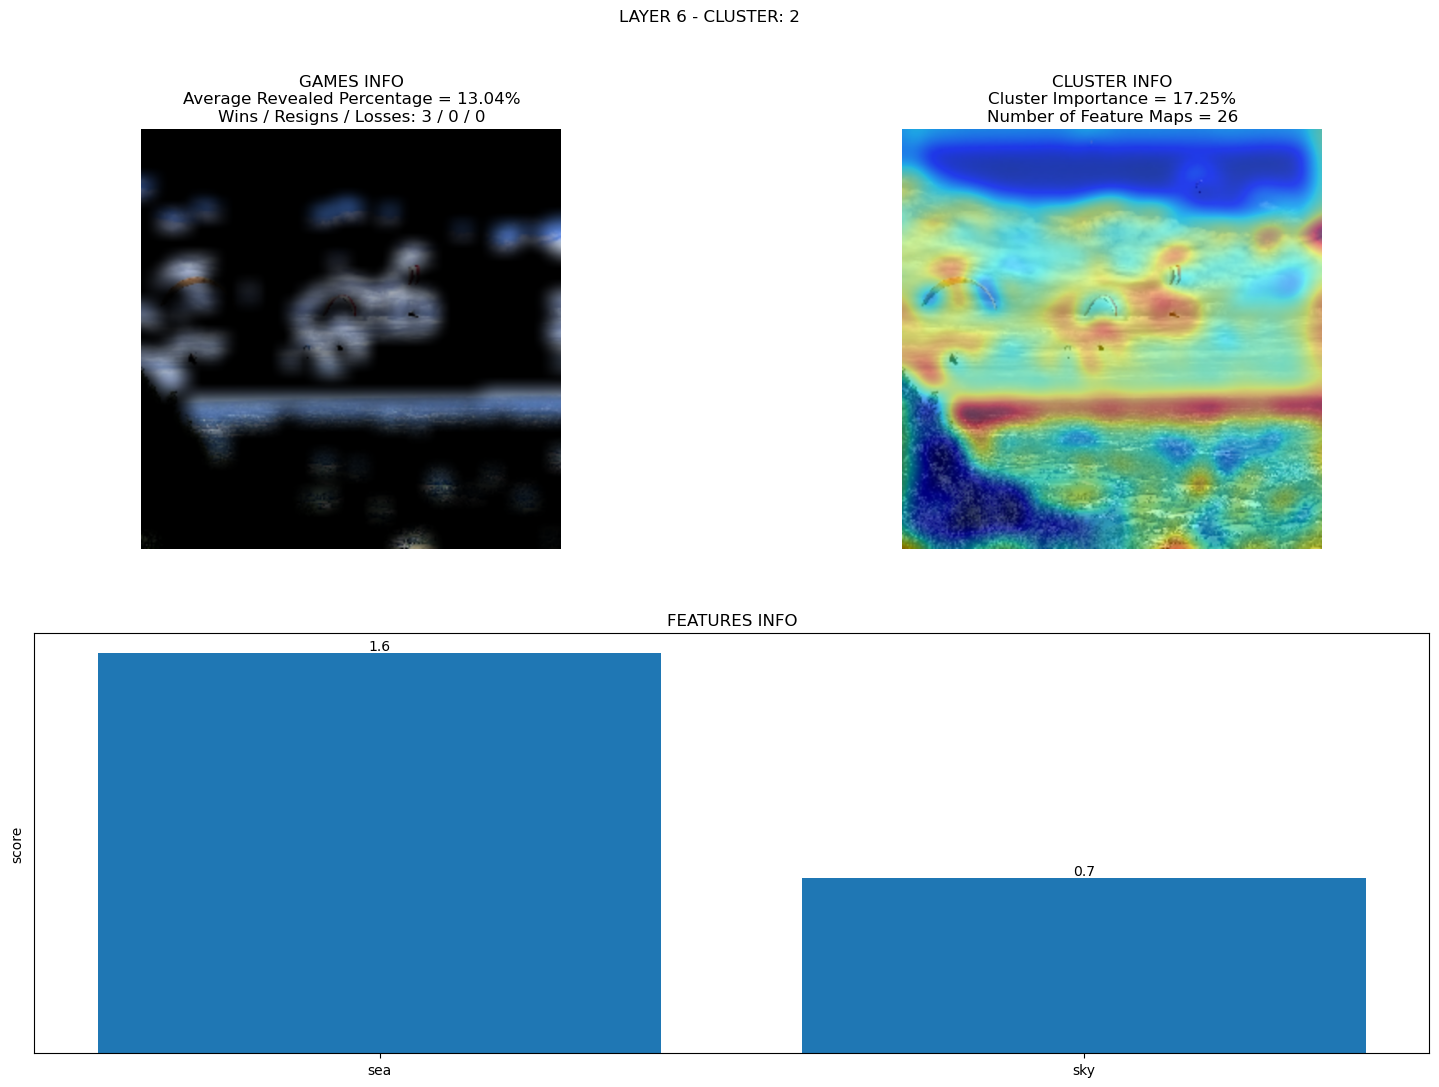 LAYER 6 - CLUSTER: 2
GAMES INFO
Average Revealed Percentage = 13.04%
Wins / Resigns / Losses: 3 / 0 / 0
CLUSTER INFO
Cluster Importance = 17.25%
Number of Feature Maps = 26
FEATURES INFO
score
1.6
0.7
sea
sky